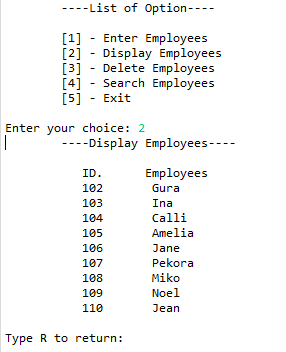 ----List of Option----
[1] - Enter Employees
[2] - Display Employees
[3] - Delete Employees
[4] - Search Employees
[5] - Exit
Enter your choice: 2
----Display Employees----
ID. Employees
102 Gura
103 Ina
104 Calli
105 Amelia
106 Jane
107 Pekora
108 Miko
109 Noel
110 Jean
Type R to return: